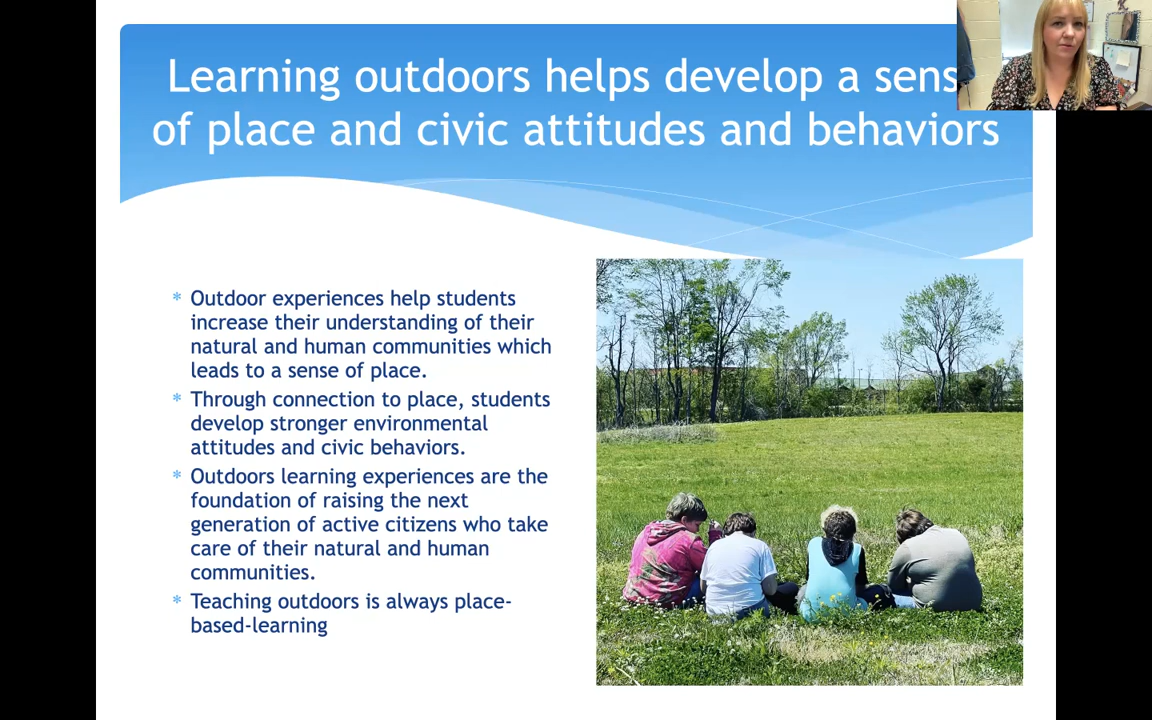 Learning outdoors helps develop a sens
of place and civic attitudes and behaviors
* Outdoor experiences help students
increase their understanding of their
natural and human communities which
leads to a sense of place.
* Through connection to place, students
develop stronger environmental
attitudes and civic behaviors.
* Outdoors learning experiences are the
foundation of raising the next
generation of active citizens who take
care of their natural and human
communities.
* Teaching outdoors is always place-
based-learning